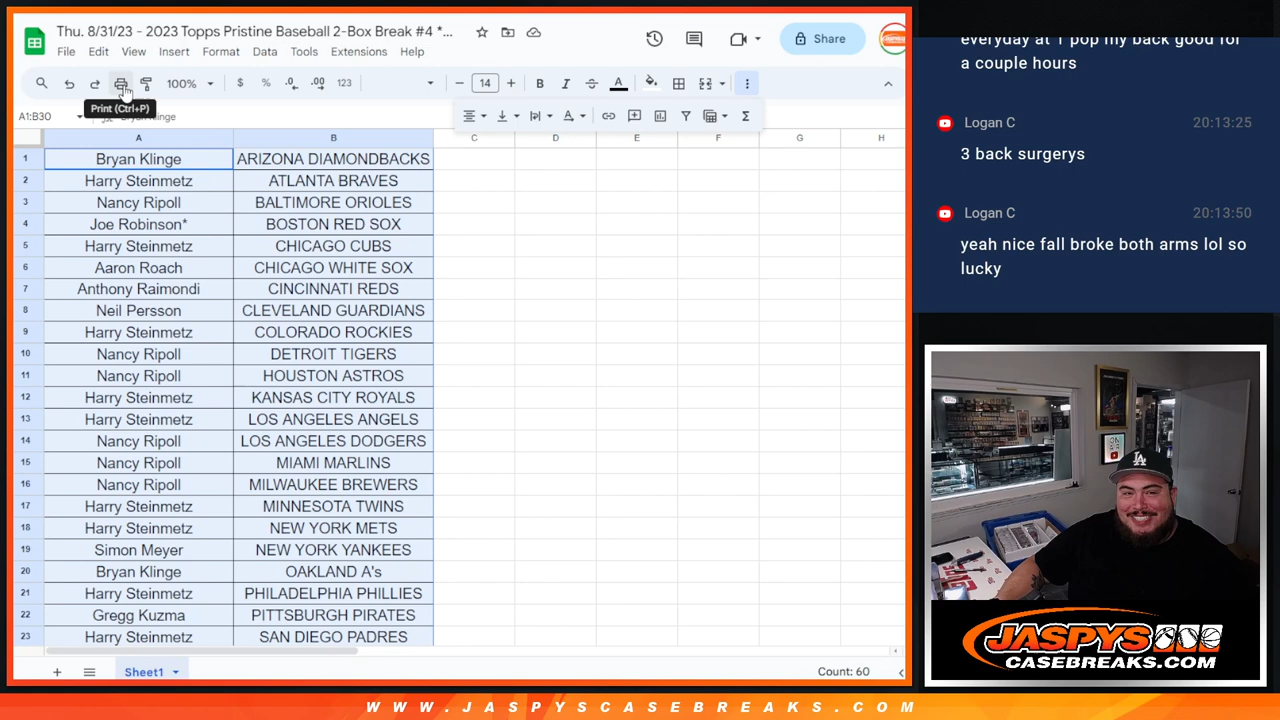 Thu. 8/31/23 - 2023 Topps Pristine Baseball 2-Box Break #4 *...
File Edit View Insert Format Data Tools Extensions Help
Share
JASPYS
100% $ % .0 .00 123 14 B I S A
Print (Ctrl+P)
A1:B30 Bryan Klinge
A B C D E F G H
1 Bryan Klinge ARIZONA DIAMONDBACKS
2 Harry Steinmetz ATLANTA BRAVES
3 Nancy Ripoll BALTIMORE ORIOLES
4 Joe Robinson* BOSTON RED SOX
5 Harry Steinmetz CHICAGO CUBS
6 Aaron Roach CHICAGO WHITE SOX
7 Anthony Raimondi CINCINNATI REDS
8 Neil Persson CLEVELAND GUARDIANS
9 Harry Steinmetz COLORADO ROCKIES
10 Nancy Ripoll DETROIT TIGERS
11 Nancy Ripoll HOUSTON ASTROS
12 Harry Steinmetz KANSAS CITY ROYALS
13 Harry Steinmetz LOS ANGELES ANGELS
14 Nancy Ripoll LOS ANGELES DODGERS
15 Nancy Ripoll MIAMI MARLINS
16 Nancy Ripoll MILWAUKEE BREWERS
17 Harry Steinmetz MINNESOTA TWINS
18 Harry Steinmetz NEW YORK METS
19 Simon Meyer NEW YORK YANKEES
20 Bryan Klinge OAKLAND A's
21 Harry Steinmetz PHILADELPHIA PHILLIES
22 Gregg Kuzma PITTSBURGH PIRATES
23 Harry Steinmetz SAN DIEGO PADRES
Sheet1
Count: 60
everyday at 1 pop my back good for
a couple hours
Logan C 20:13:25
3 back surgerys
Logan C 20:13:50
yeah nice fall broke both arms lol so
lucky
LA
JASPYS
CASEBREAKS.COM
WWW.JASPYSCASEBREAKS.COM